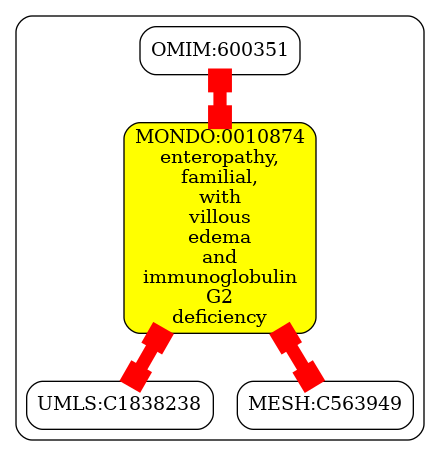 OMIM:600351
MONDO:0010874
enteropathy,
familial,
with
villous
edema
and
immunoglobulin
G2
deficiency
UMLS:C1838238
MESH:C563949